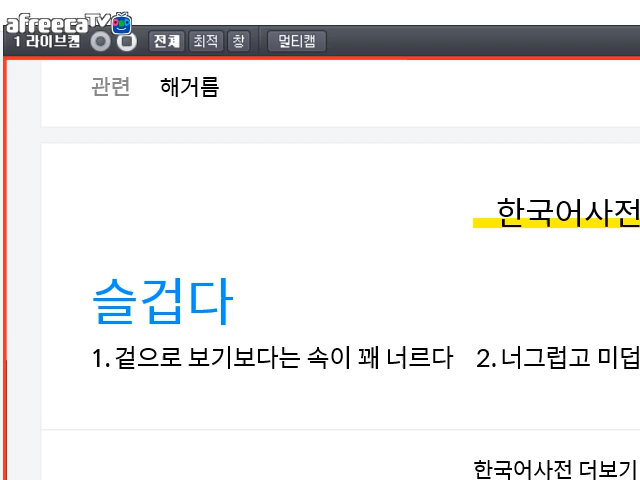 afreecaTV
1 라이브캠 전체 최적 창 멀티캠
관련 해거름
한국어사전
슬겁다
1. 겉으로 보기보다는 속이 꽤 너르다 2. 너그럽고 미덥
한국어사전 더보기